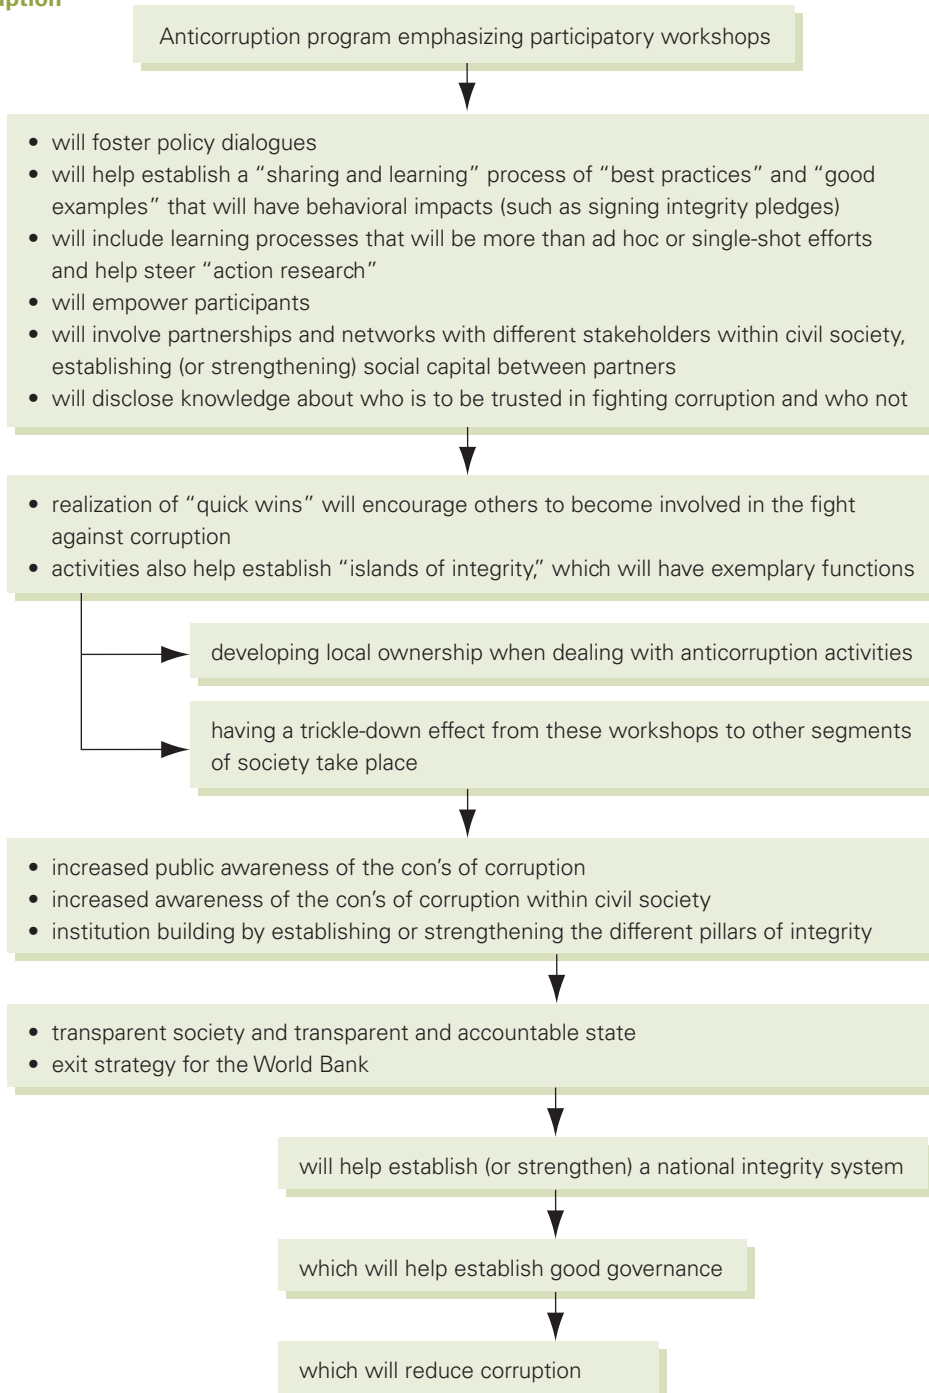 Anticorruption program emphasizing participatory workshops
• will foster policy dialogues
• will help establish a “sharing and learning” process of “best practices” and “good
examples” that will have behavioral impacts (such as signing integrity pledges)
• will include learning processes that will be more than ad hoc or single-shot efforts
and help steer “action research”
• will empower participants
• will involve partnerships and networks with different stakeholders within civil society,
establishing (or strengthening) social capital between partners
• will disclose knowledge about who is to be trusted in fighting corruption and who not
• realization of “quick wins” will encourage others to become involved in the fight
against corruption
• activities also help establish “islands of integrity,” which will have exemplary functions
developing local ownership when dealing with anticorruption activities
having a trickle-down effect from these workshops to other segments
of society take place
• increased public awareness of the con’s of corruption
• increased awareness of the con’s of corruption within civil society
• institution building by establishing or strengthening the different pillars of integrity
• transparent society and transparent and accountable state
• exit strategy for the World Bank
will help establish (or strengthen) a national integrity system
which will help establish good governance
which will reduce corruption